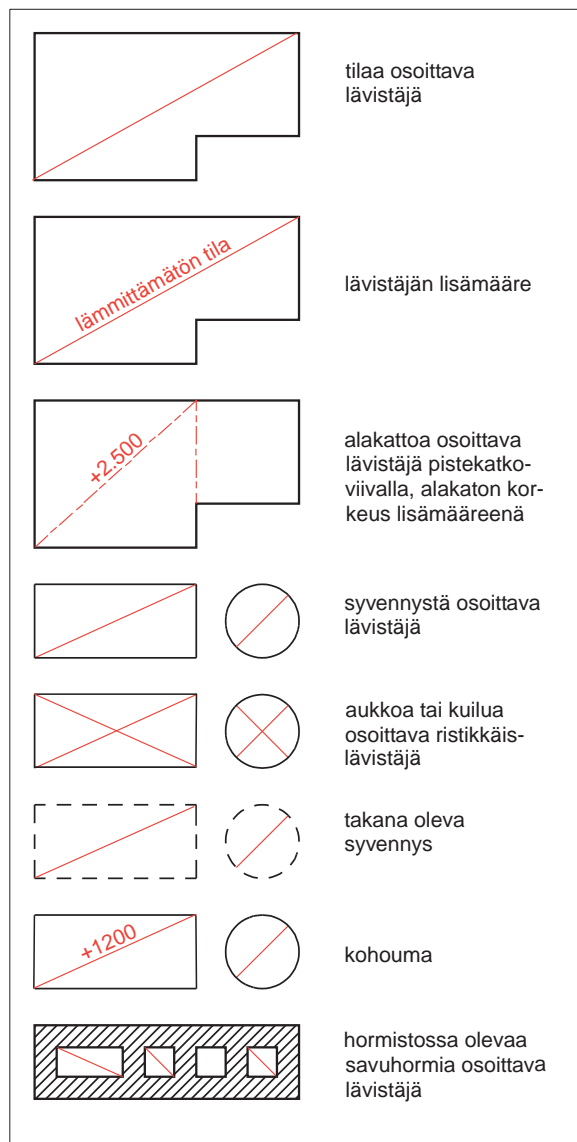 tilaa osoittava
lävistäjä
lämmittämätön tila
lävistäjän lisämääre
+2.500
alakattoa osoittava
lävistäjä pistekatko-
viivalla, alakaton kor-
keus lisämääreenä
syvennystä osoittava
lävistäjä
aukkoa tai kuilua
osoittava ristikkäis-
lävistäjä
takana oleva
syvennys
+1200
kohouma
hormistossa olevaa
savuhormia osoittava
lävistäjä